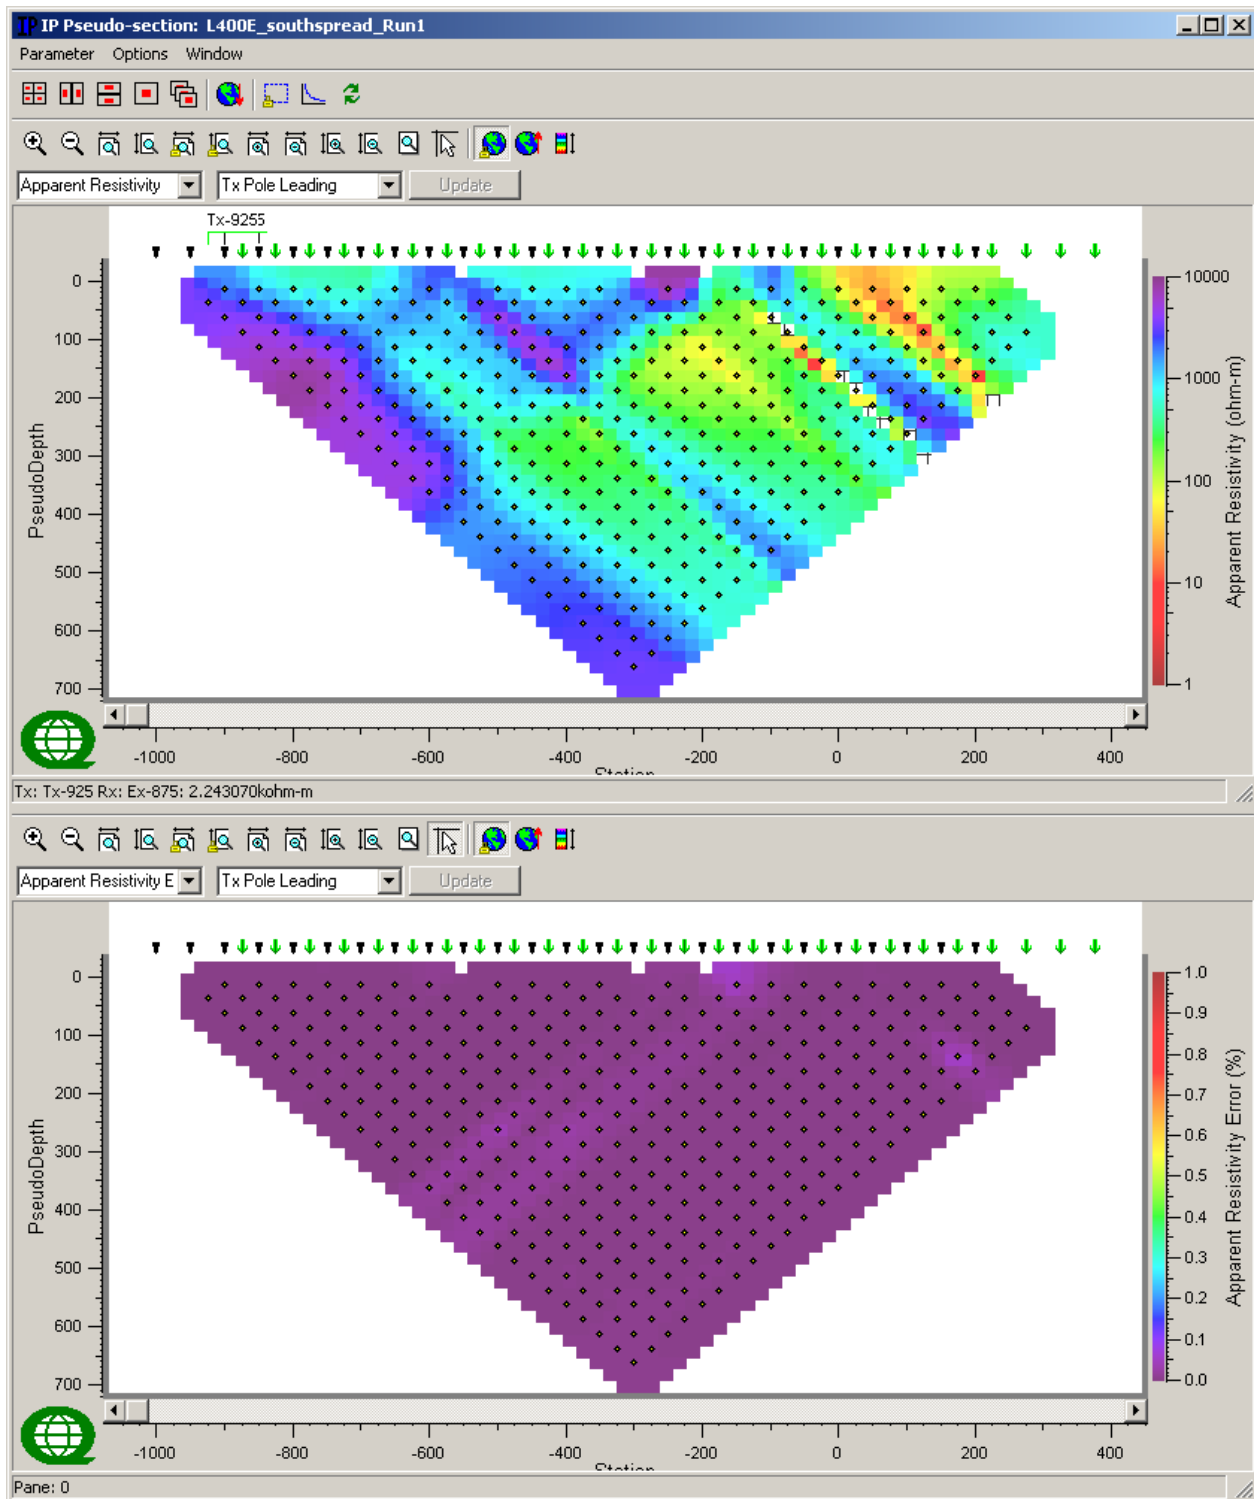 IP Pseudo-section: L400E_southspread_Run1
Parameter Options Window
Apparent Resistivity Tx Pole Leading Update
Tx-9255
0
100
200
300
400
500
600
700
PseudoDepth
10000
1000
100
10
1
Apparent Resistivity (ohm-m)
-1000 -800 -600 -400 -200 0 200 400
Station
Tx: Tx-925 Rx: Ex-875: 2.243070kohm-m
Apparent Resistivity E Tx Pole Leading Update
0
100
200
300
400
500
600
700
PseudoDepth
1.0
0.9
0.8
0.7
0.6
0.5
0.4
0.3
0.2
0.1
0.0
Apparent Resistivity Error (%)
-1000 -800 -600 -400 -200 0 200 400
Station
Pane: 0